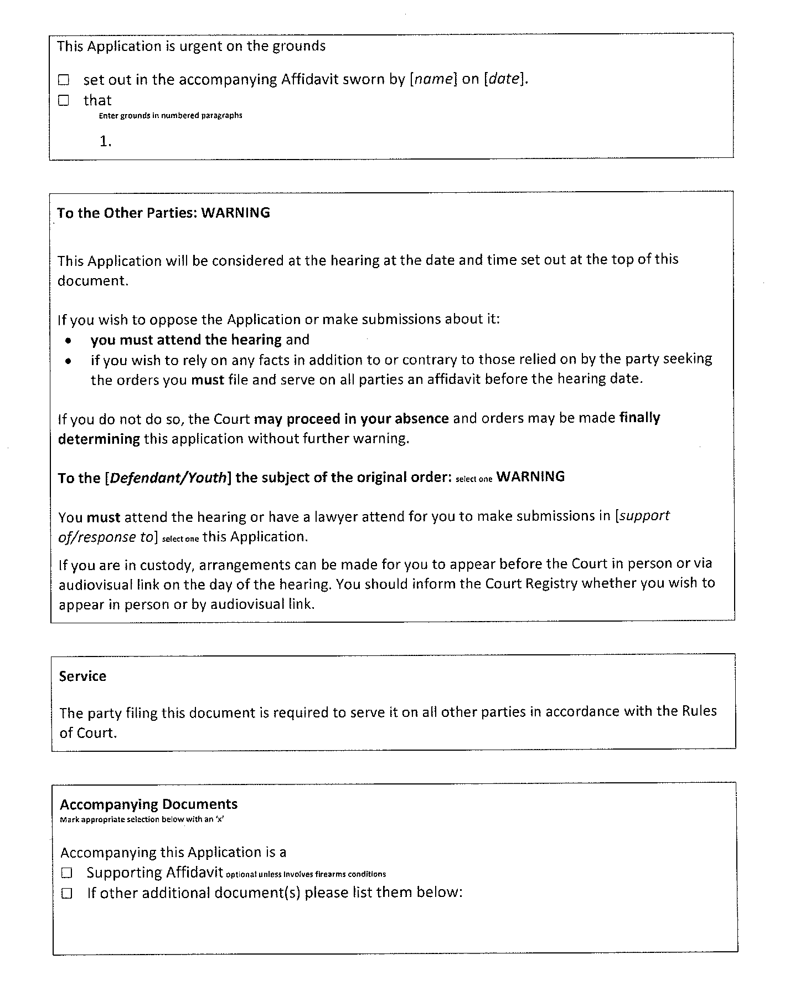 This Application is urgent on the grounds
☐ set out in the accompanying Affidavit sworn by [name] on [date].
☐ that
Enter grounds in numbered paragraphs
1.
To the Other Parties: WARNING
This Application will be considered at the hearing at the date and time set out at the top of this
document.
If you wish to oppose the Application or make submissions about it:
• you must attend the hearing and
• if you wish to rely on any facts in addition to or contrary to those relied on by the party seeking
the orders you must file and serve on all parties an affidavit before the hearing date.
If you do not do so, the Court may proceed in your absence and orders may be made finally
determining this application without further warning.
To the [Defendant/Youth] the subject of the original order: select one WARNING
You must attend the hearing or have a lawyer attend for you to make submissions in [support
of/response to] select one this Application.
If you are in custody, arrangements can be made for you to appear before the Court in person or via
audiovisual link on the day of the hearing. You should inform the Court Registry whether you wish to
appear in person or by audiovisual link.
Service
The party filing this document is required to serve it on all other parties in accordance with the Rules
of Court.
Accompanying Documents
Mark appropriate selection below with an 'x'
Accompanying this Application is a
☐ Supporting Affidavit optional unless involves firearms conditions
☐ If other additional document(s) please list them below: